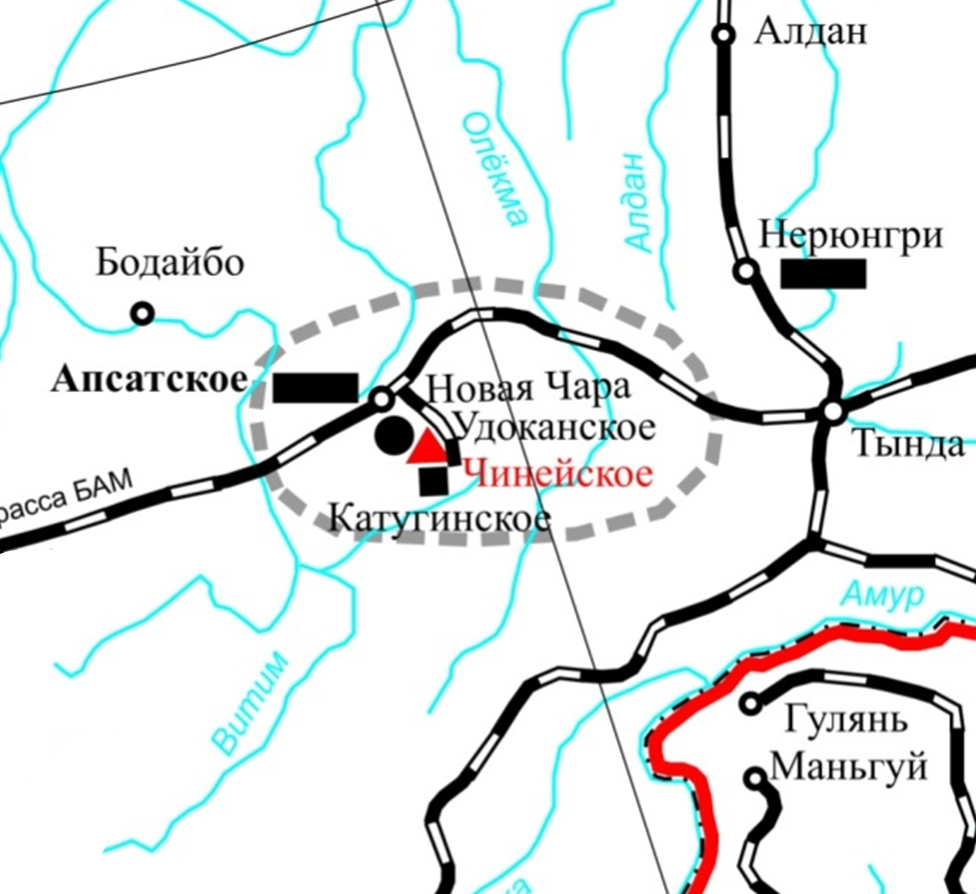 Алдан
Олёкма
Алдан
Нерюнгри
Бодайбо
Апсатское
Новая Чара
Удоканское
Чинейское
Тында
расса БАМ
Катугинское
Амур
Витим
Гулянь
Маньгуй